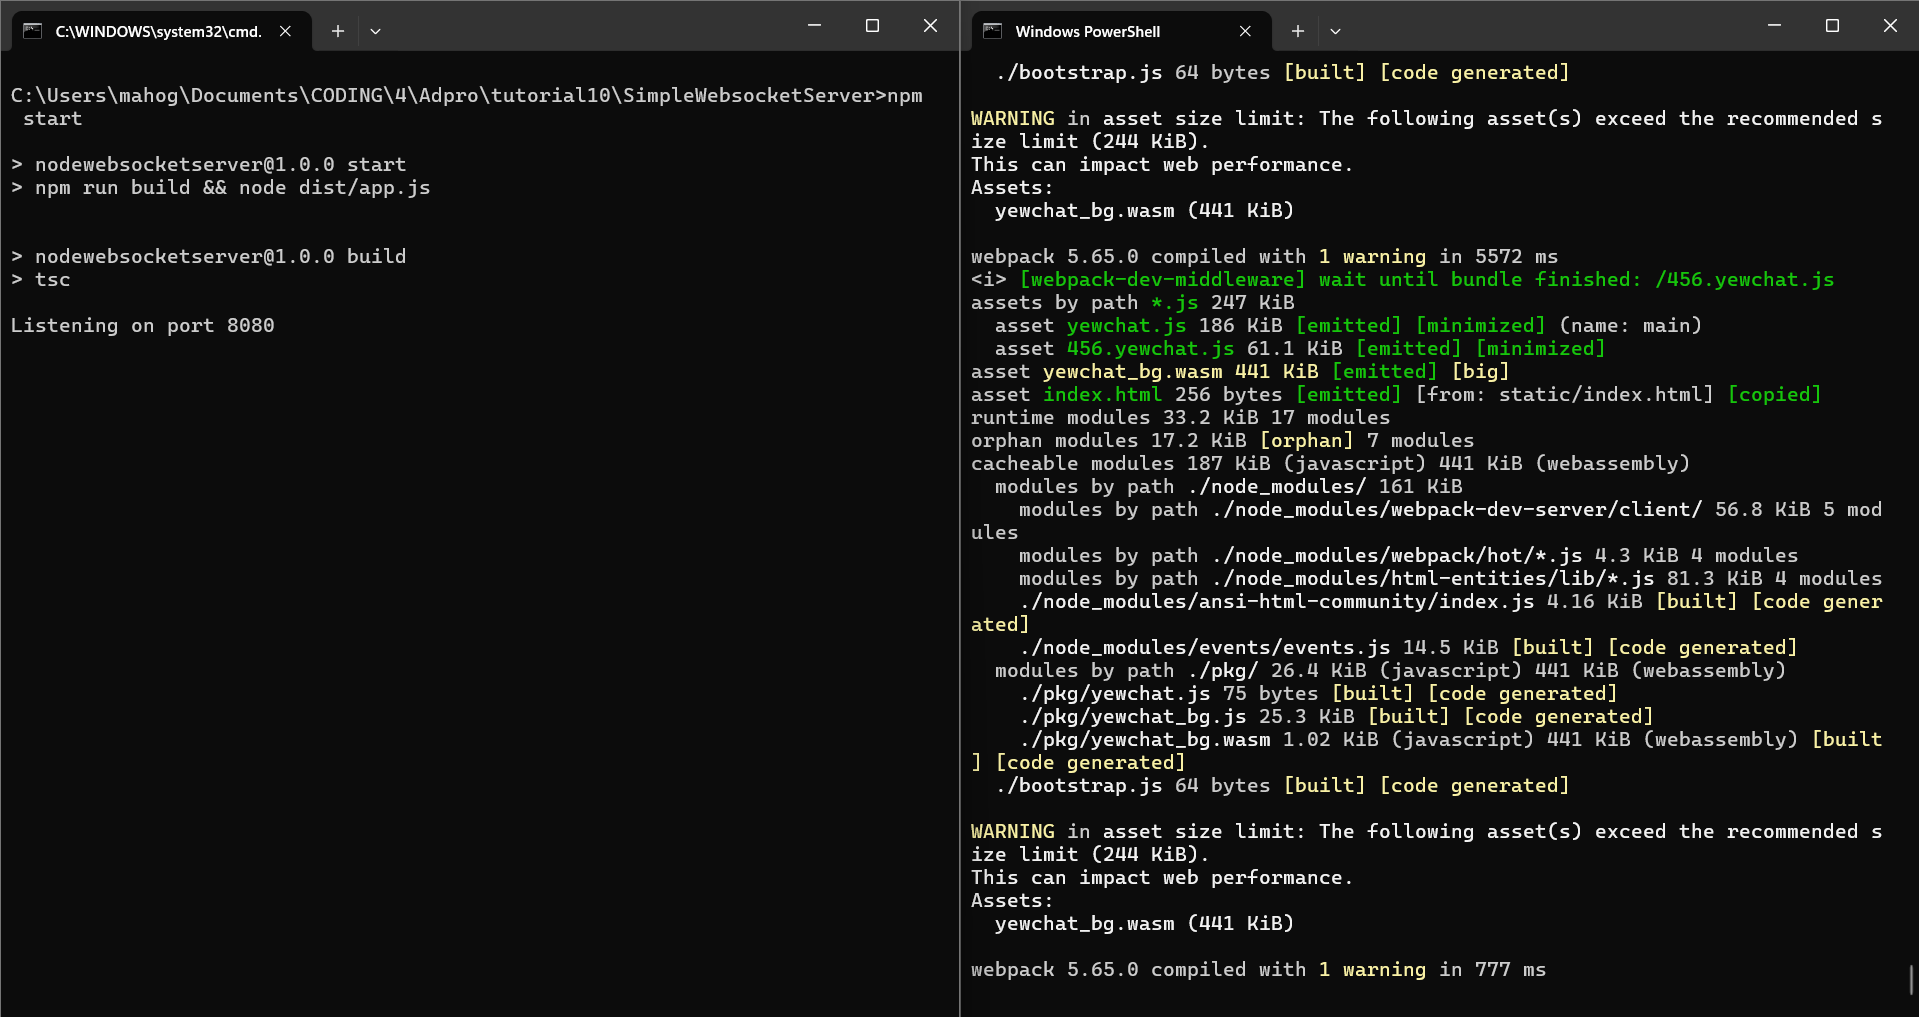 C:\WINDOWS\system32\cmd.
C:\Users\mahog\Documents\CODING\4\Adpro\tutorial10\SimpleWebsocketServer>npm
 start
> nodewebsocketserver@1.0.0 start
> npm run build && node dist/app.js
> nodewebsocketserver@1.0.0 build
> tsc
Listening on port 8080
Windows PowerShell
  ./bootstrap.js 64 bytes [built] [code generated]
WARNING in asset size limit: The following asset(s) exceed the recommended s
ize limit (244 KiB).
This can impact web performance.
Assets:
  yewchat_bg.wasm (441 KiB)
webpack 5.65.0 compiled with 1 warning in 5572 ms
<i> [webpack-dev-middleware] wait until bundle finished: /456.yewchat.js
assets by path *.js 247 KiB
  asset yewchat.js 186 KiB [emitted] [minimized] (name: main)
  asset 456.yewchat.js 61.1 KiB [emitted] [minimized]
asset yewchat_bg.wasm 441 KiB [emitted] [big]
asset index.html 256 bytes [emitted] [from: static/index.html] [copied]
runtime modules 33.2 KiB 17 modules
orphan modules 17.2 KiB [orphan] 7 modules
cacheable modules 187 KiB (javascript) 441 KiB (webassembly)
  modules by path ./node_modules/ 161 KiB
    modules by path ./node_modules/webpack-dev-server/client/ 56.8 KiB 5 mod
ules
    modules by path ./node_modules/webpack/hot/*.js 4.3 KiB 4 modules
    modules by path ./node_modules/html-entities/lib/*.js 81.3 KiB 4 modules
    ./node_modules/ansi-html-community/index.js 4.16 KiB [built] [code gener
ated]
    ./node_modules/events/events.js 14.5 KiB [built] [code generated]
  modules by path ./pkg/ 26.4 KiB (javascript) 441 KiB (webassembly)
    ./pkg/yewchat.js 75 bytes [built] [code generated]
    ./pkg/yewchat_bg.js 25.3 KiB [built] [code generated]
    ./pkg/yewchat_bg.wasm 1.02 KiB (javascript) 441 KiB (webassembly) [built
] [code generated]
  ./bootstrap.js 64 bytes [built] [code generated]
WARNING in asset size limit: The following asset(s) exceed the recommended s
ize limit (244 KiB).
This can impact web performance.
Assets:
  yewchat_bg.wasm (441 KiB)
webpack 5.65.0 compiled with 1 warning in 777 ms